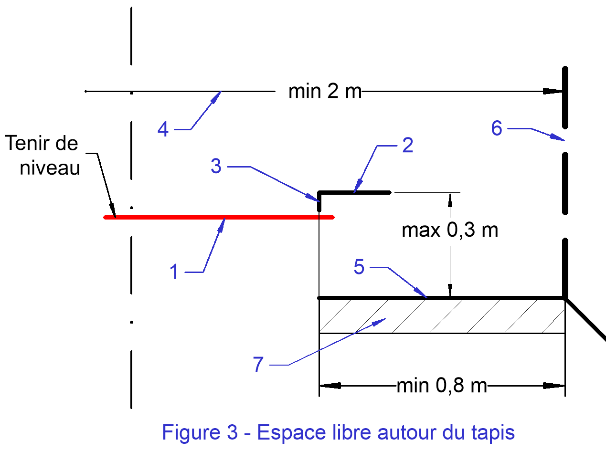 min 2 m
4
6
Tenir de
niveau
3
2
max 0,3 m
1
5
7
min 0,8 m
Figure 3 - Espace libre autour du tapis